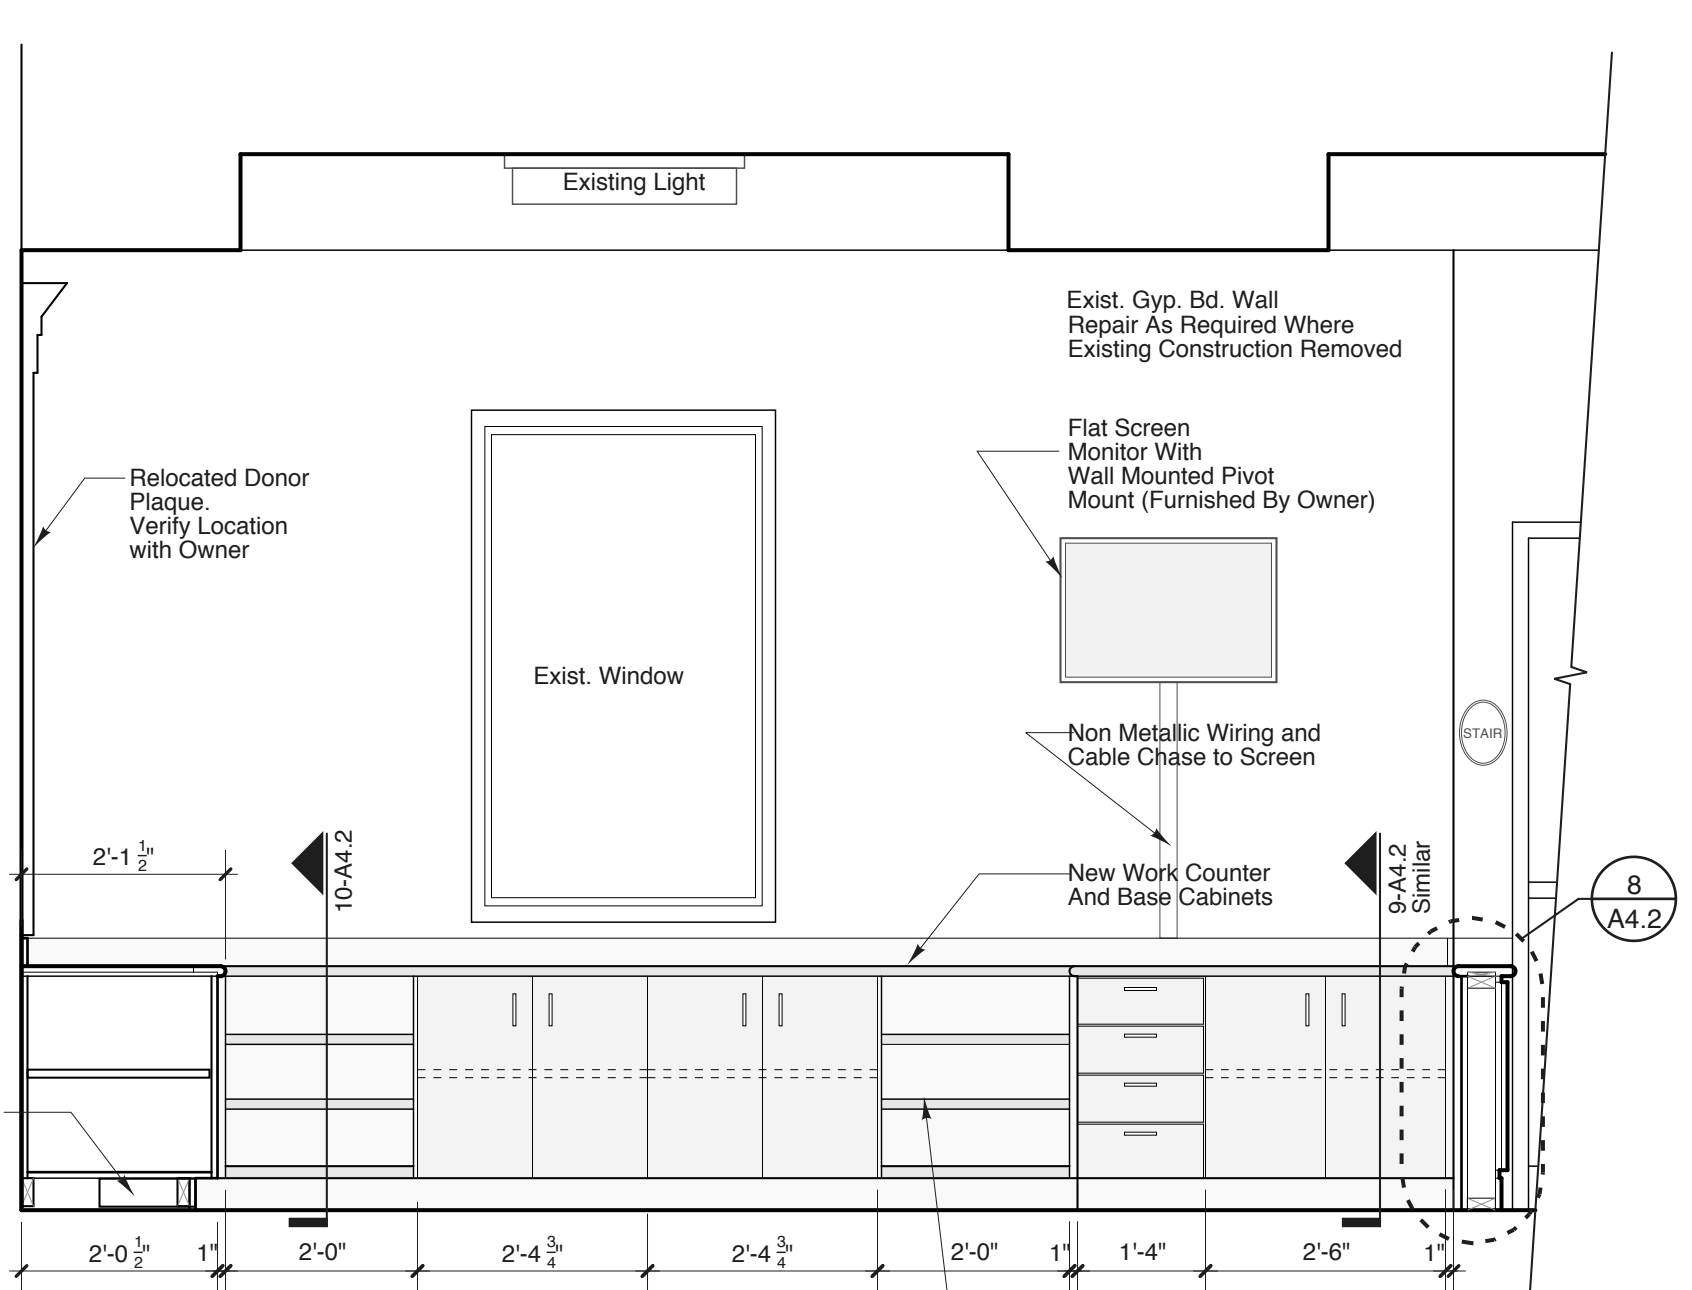 Existing Light
Exist. Gyp. Bd. Wall
Repair As Required Where
Existing Construction Removed
Flat Screen
Monitor With
Wall Mounted Pivot
Mount (Furnished By Owner)
Relocated Donor
Plaque.
Verify Location
with Owner
Exist. Window
STAIR
Non Metallic Wiring and
Cable Chase to Screen
2'-1 1/2"
10-A4.2
New Work Counter
And Base Cabinets
9-A4.2
Similar
8
A4.2
2'-0 1/2" 1" 2'-0" 2'-4 3/4" 2'-4 3/4" 2'-0" 1" 1'-4" 2'-6" 1"